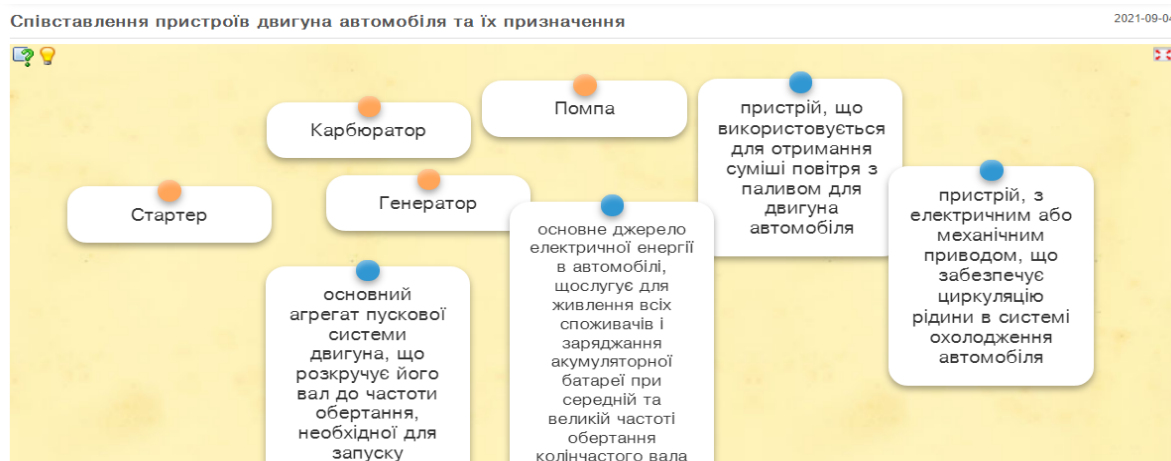 Співставлення пристроїв двигуна автомобіля та їх призначення
2021-09-04
Помпа
Карбюратор
пристрій, що
використовується
для отримання
суміші повітря з
паливом для
двигуна
автомобіля
Генератор
Стартер
пристрій, з
електричним або
механічним
приводом, що
забезпечує
циркуляцію
рідини в системі
охолодження
автомобіля
основне джерело
електричної енергії
в автомобілі,
щослугує для
живлення всіх
споживачів і
заряджання
акумуляторної
батареї при
середній та
великій частоті
обертання
колінчастого вала
основний
агрегат пускової
системи
двигуна, що
розкручує його
вал до частоти
обертання,
необхідної для
запуску